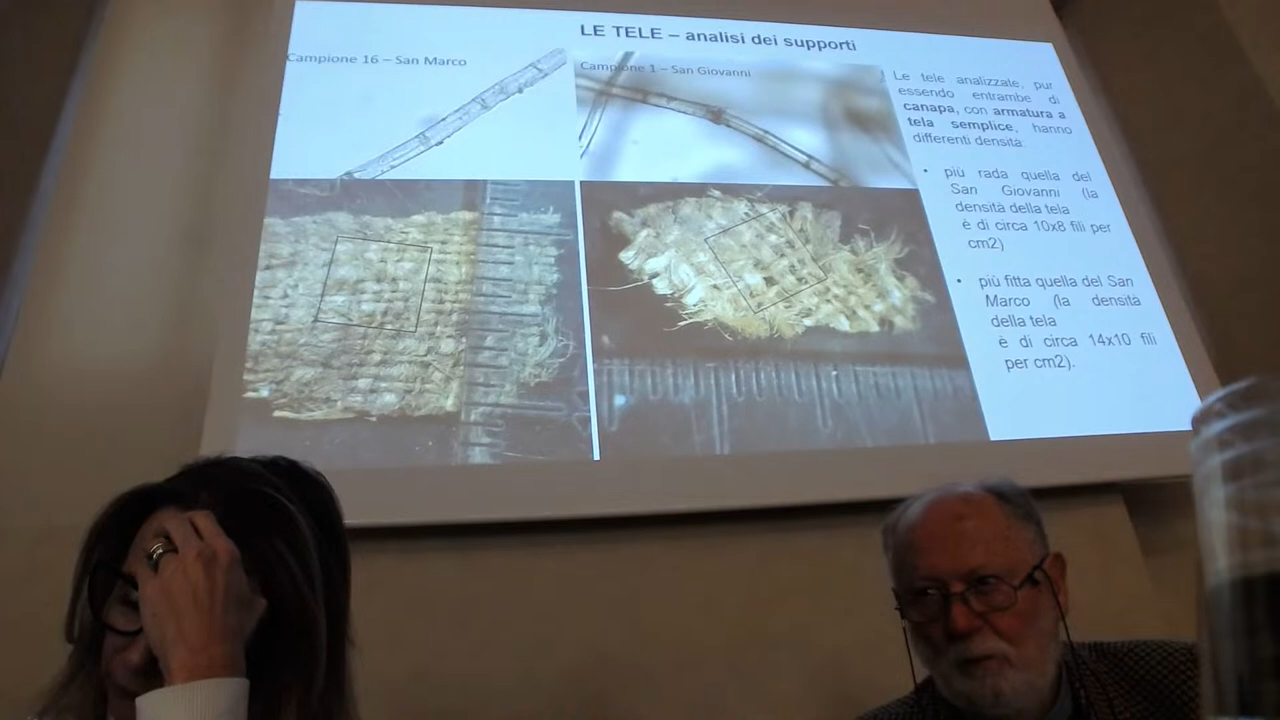 LE TELE – analisi dei supporti
Campione 16 – San Marco
Campione 1 – San Giovanni
Le tele analizzate, pur
essendo entrambe di
canapa, con armatura a
tela semplice, hanno
differenti densità:
• più rada quella del
San Giovanni (la
densità della tela
è di circa 10x8 fili per
cm2)
• più fitta quella del San
Marco (la densità
della tela
è di circa 14x10 fili
per cm2).